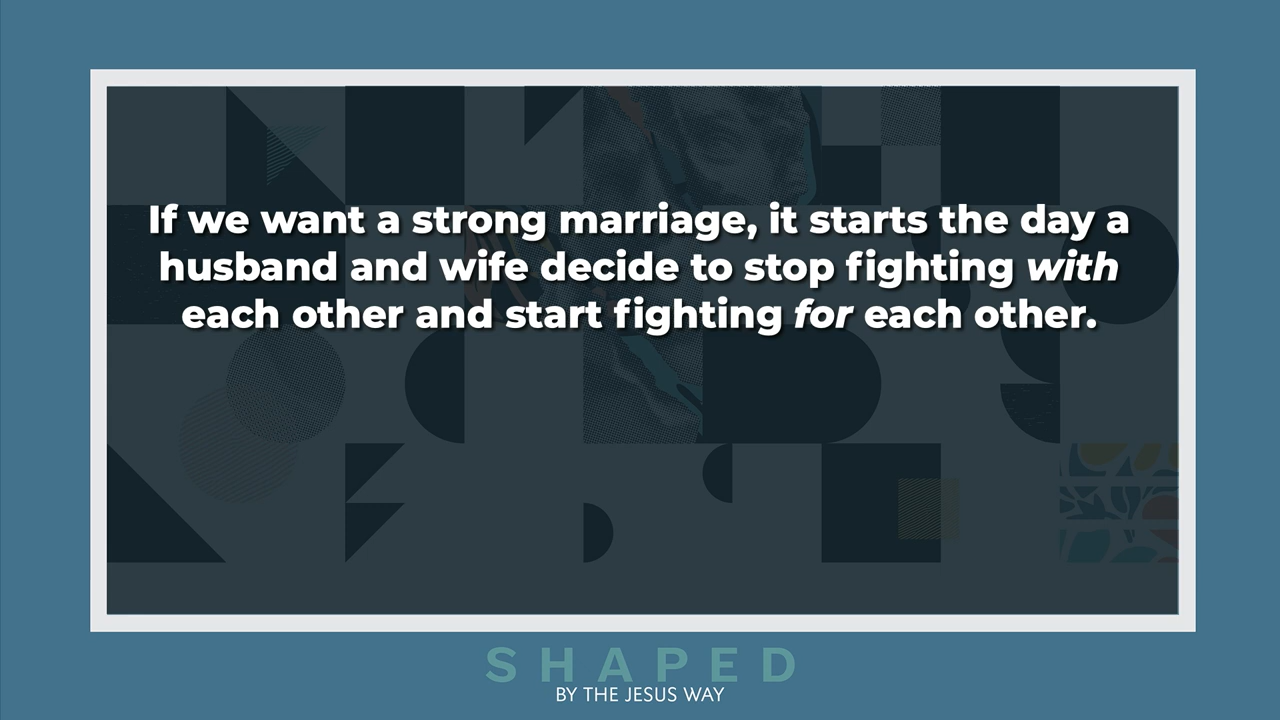 If we want a strong marriage, it starts the day a
husband and wife decide to stop fighting with
each other and start fighting for each other.
SHAPED
BY THE JESUS WAY